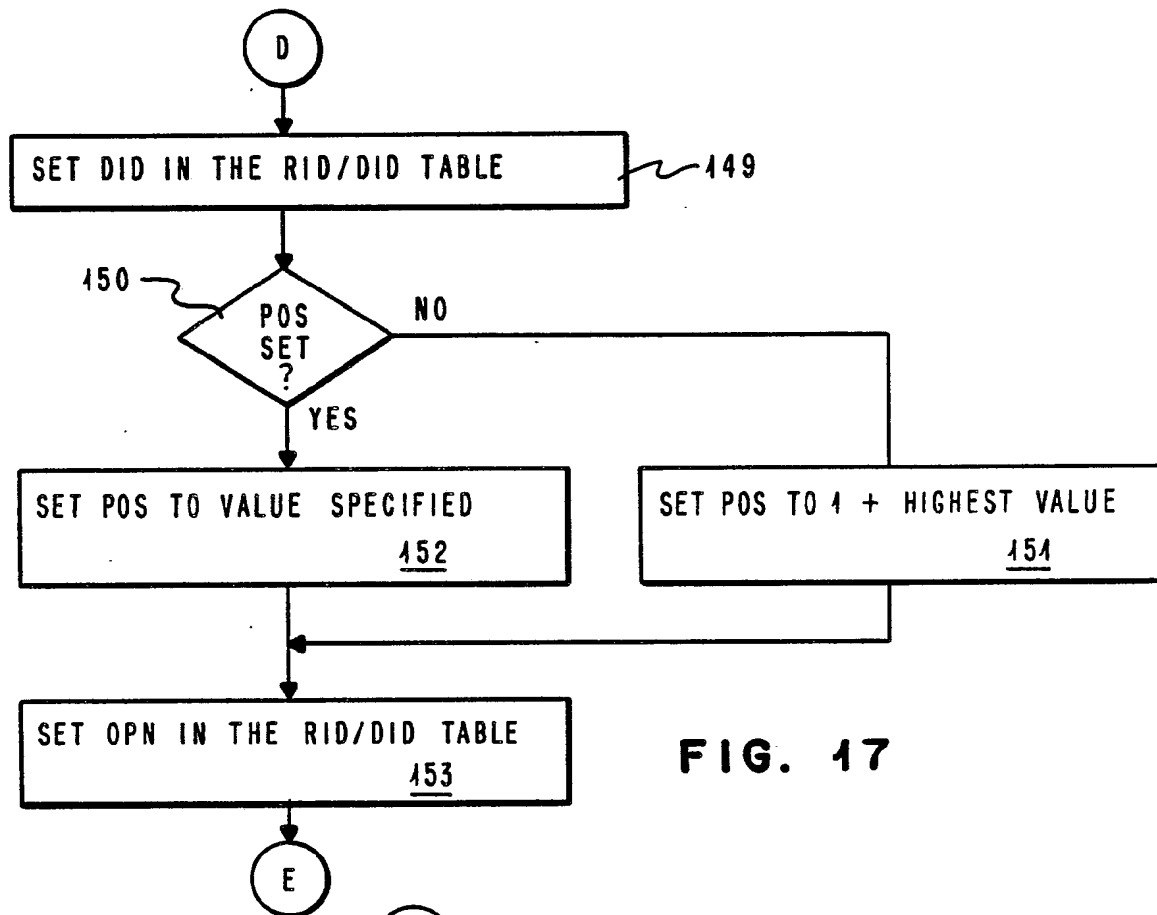 D
SET DID IN THE RID/DID TABLE
149
150
POS
SET
?
NO
YES
SET POS TO VALUE SPECIFIED
152
SET POS TO 1 + HIGHEST VALUE
151
SET OPN IN THE RID/DID TABLE
153
FIG. 17
E